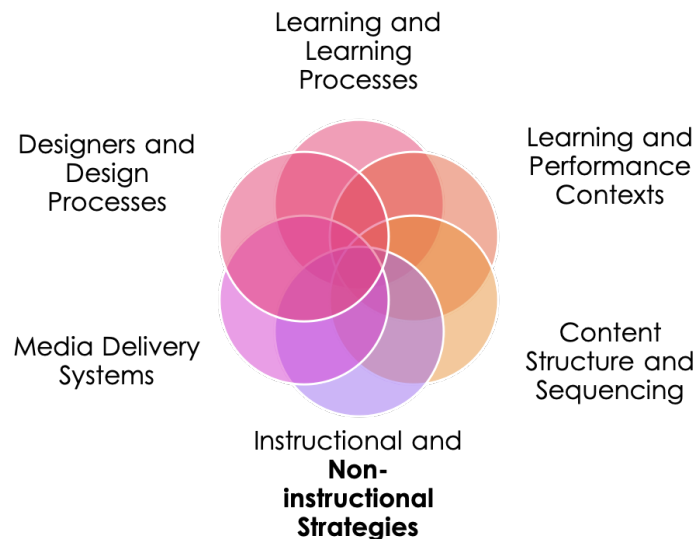 Learning and
Learning
Processes
Designers and
Design
Processes
Learning and
Performance
Contexts
Media Delivery
Systems
Content
Structure and
Sequencing
Instructional and
Non-
instructional
Strategies